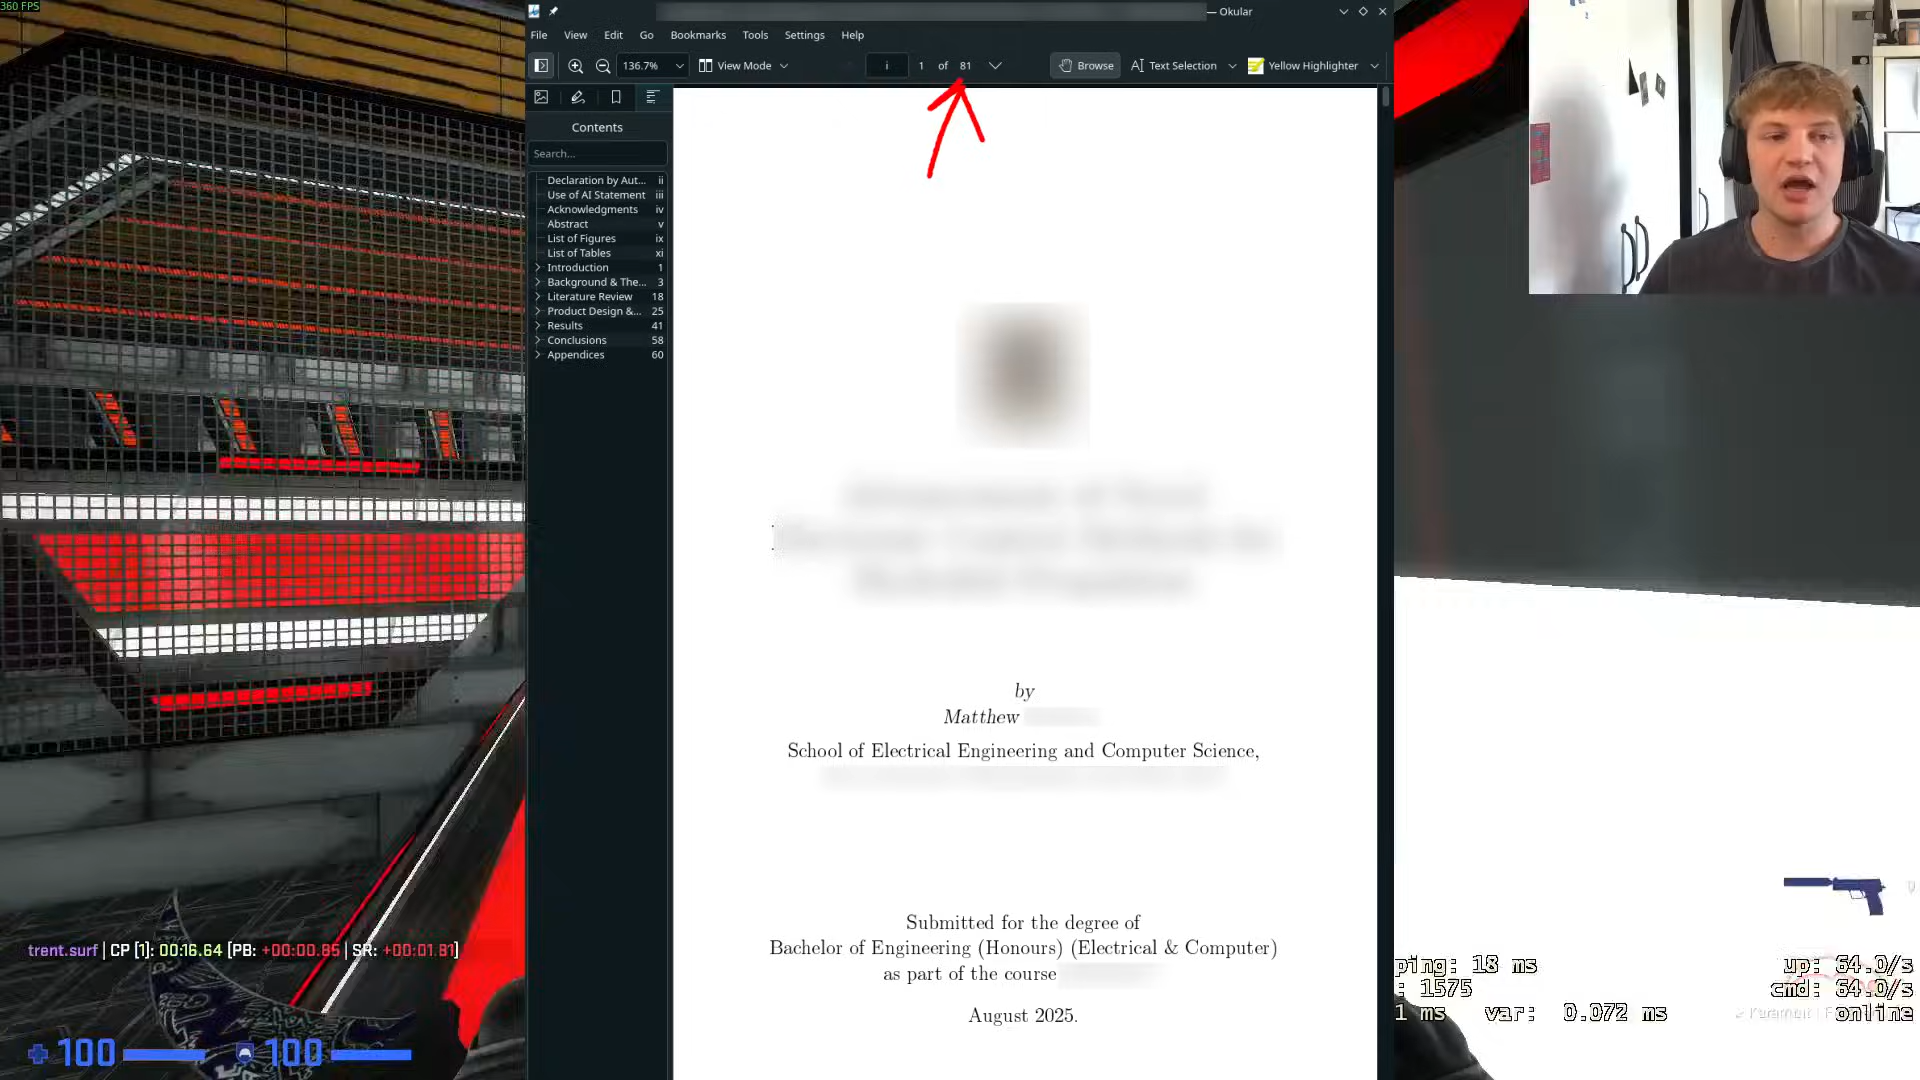 360 FPS
— Okular
File Edit View Go Bookmarks Tools Settings Help
136.7% View Mode i 1 of 81 Browse Text Selection Yellow Highlighter
Contents
Search...
Declaration by Aut... ii
Use of AI Statement iii
Acknowledgments iv
Abstract v
List of Figures ix
List of Tables xi
Introduction 1
Background & The... 3
Literature Review 18
Product Design &... 25
Results 41
Conclusions 58
Appendices 60
by
Matthew
School of Electrical Engineering and Computer Science,
Submitted for the degree of
Bachelor of Engineering (Honours) (Electrical & Computer)
as part of the course
August 2025.
trent.surf | CP [1]: 00:16.64 [PB: +00:00.85 | SR: +00:01.81]
100 100
ping: 18 ms up: 64.0/s
: 1575 cmd: 64.0/s
1 ms var: 0.072 ms online